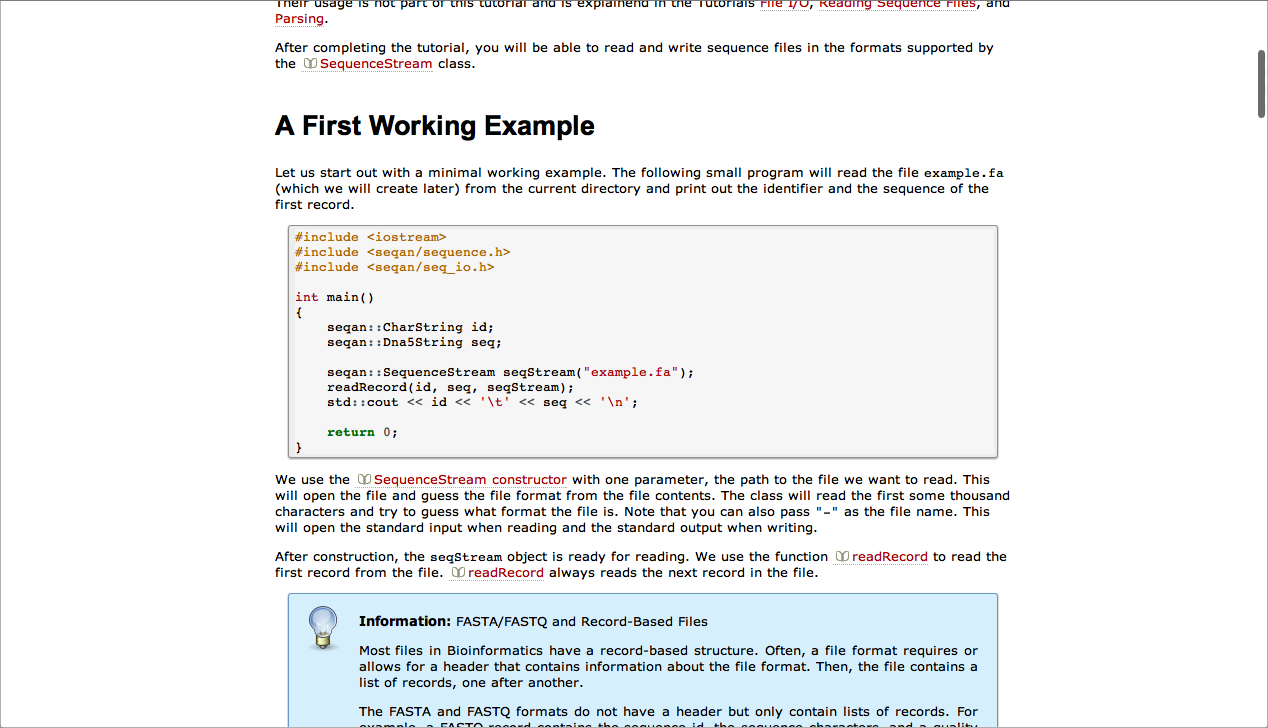 Their usage is not part of this tutorial and is explainend in the Tutorials File I/O, Reading Sequence Files, and
Parsing.
After completing the tutorial, you will be able to read and write sequence files in the formats supported by
the SequenceStream class.
A First Working Example
Let us start out with a minimal working example. The following small program will read the file example.fa
(which we will create later) from the current directory and print out the identifier and the sequence of the
first record.
#include <iostream>
#include <seqan/sequence.h>
#include <seqan/seq_io.h>
int main()
{
    seqan::CharString id;
    seqan::Dna5String seq;
    seqan::SequenceStream seqStream("example.fa");
    readRecord(id, seq, seqStream);
    std::cout << id << '\t' << seq << '\n';
    return 0;
}
We use the SequenceStream constructor with one parameter, the path to the file we want to read. This
will open the file and guess the file format from the file contents. The class will read the first some thousand
characters and try to guess what format the file is. Note that you can also pass "-" as the file name. This
will open the standard input when reading and the standard output when writing.
After construction, the seqStream object is ready for reading. We use the function readRecord to read the
first record from the file. readRecord always reads the next record in the file.
Information: FASTA/FASTQ and Record-Based Files
Most files in Bioinformatics have a record-based structure. Often, a file format requires or
allows for a header that contains information about the file format. Then, the file contains a
list of records, one after another.
The FASTA and FASTQ formats do not have a header but only contain lists of records. For
example, a FASTQ record contains the sequence id, the sequence characters, and a quality